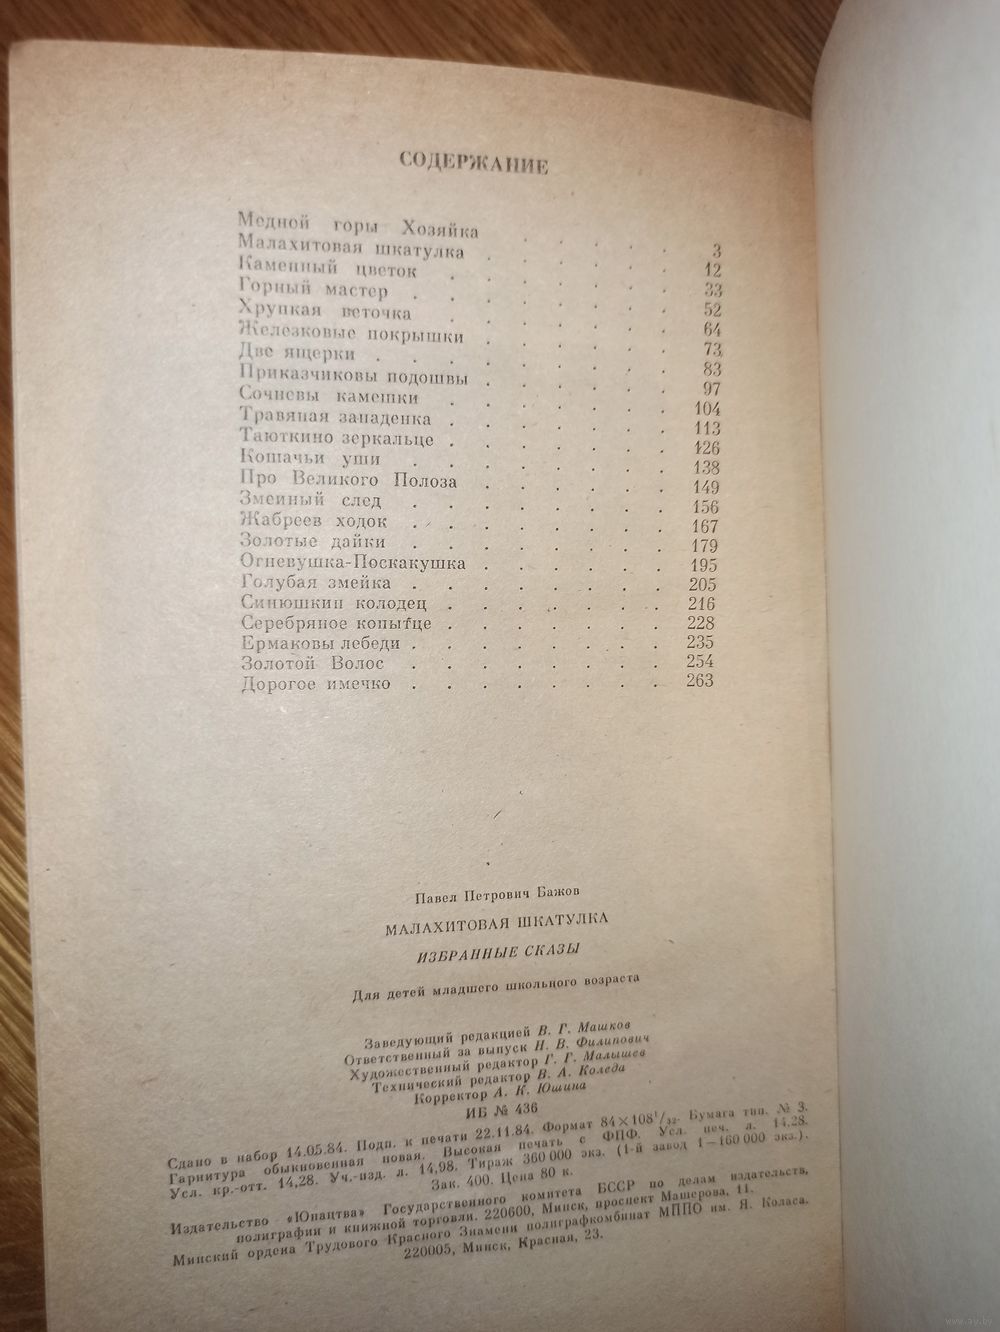 СОДЕРЖАНИЕ
Медной горы Хозяйка . . . . . 3
Малахитовая шкатулка . . . . . . 12
Каменный цветок . . . . . . . 33
Горный мастер . . . . . . . . 52
Хрупкая веточка . . . . . . . 64
Железковые покрышки . . . . . . 73
Две ящерки . . . . . . . . . 83
Приказчиковы подошвы . . . . . . 97
Сочневы камешки . . . . . . . 104
Травяная западенка . . . . . . . 113
Таюткино зеркальце . . . . . . . 126
Кошачьи уши . . . . . . . . 138
Про Великого Полоза . . . . . . 149
Змеиный след . . . . . . . . 156
Жабреев ходок . . . . . . . . 167
Золотые дайки . . . . . . . . 179
Огневушка-Поскакушка . . . . . . 195
Голубая змейка . . . . . . . . 205
Синюшкин колодец . . . . . . . 216
Серебряное копытце . . . . . . . 228
Ермаковы лебеди . . . . . . . . 235
Золотой Волос . . . . . . . . 254
Дорогое имечко . . . . . . . . 263
Павел Петрович Бажов
МАЛАХИТОВАЯ ШКАТУЛКА
ИЗБРАННЫЕ СКАЗЫ
Для детей младшего школьного возраста
Заведующий редакцией В. Г. Машков
Ответственный за выпуск Н. В. Филипович
Художественный редактор Г. Г. Малышев
Технический редактор В. А. Коледа
Корректор А. К. Юшина
ИБ № 436
Сдано в набор 14.05.84. Подп. к печати 22.11.84. Формат 84×108¹/₃₂. Бумага тип. № 3.
Гарнитура обыкновенная новая. Высокая печать с ФПФ. Усл. печ. л. 14,28.
Усл. кр.-отт. 14,28. Уч.-изд. л. 14,98. Тираж 360 000 экз. (1-й завод 1—160 000 экз.).
Зак. 400. Цена 80 к.
Издательство «Юнацтва» Государственного комитета БССР по делам издательств,
полиграфии и книжной торговли. 220600, Минск, проспект Машерова, 11.
Минский ордена Трудового Красного Знамени полиграфкомбинат МППО им. Я. Коласа.
220005, Минск, Красная, 23.
www.ay.by